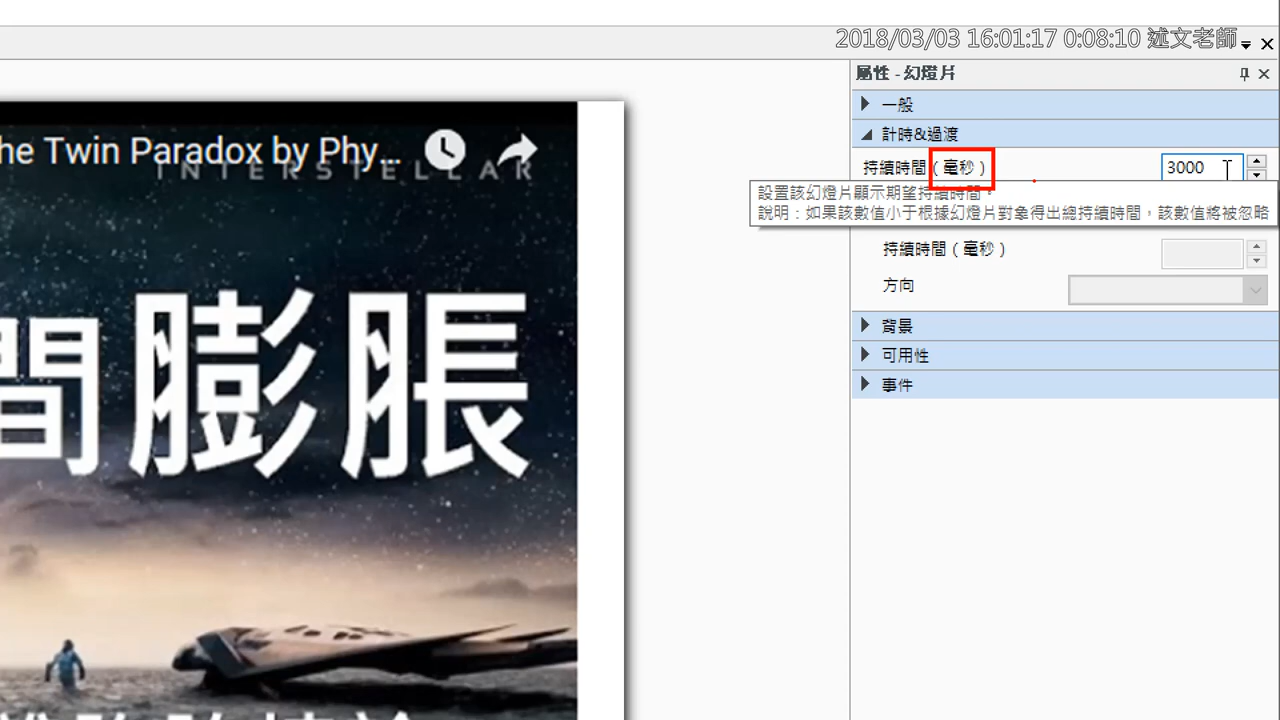 2018/03/03 16:01:17 0:08:10 述文老師
屬性 - 幻燈片
一般
計時&過渡
持續時間（毫秒） 3000
設置該幻燈片顯示期望持續時間。
說明：如果該數值小于根據幻燈片對象得出總持續時間，該數值將被忽略
持續時間（毫秒）
方向
背景
可用性
事件
he Twin Paradox by Phy...
INTERSTELLAR
間膨脹